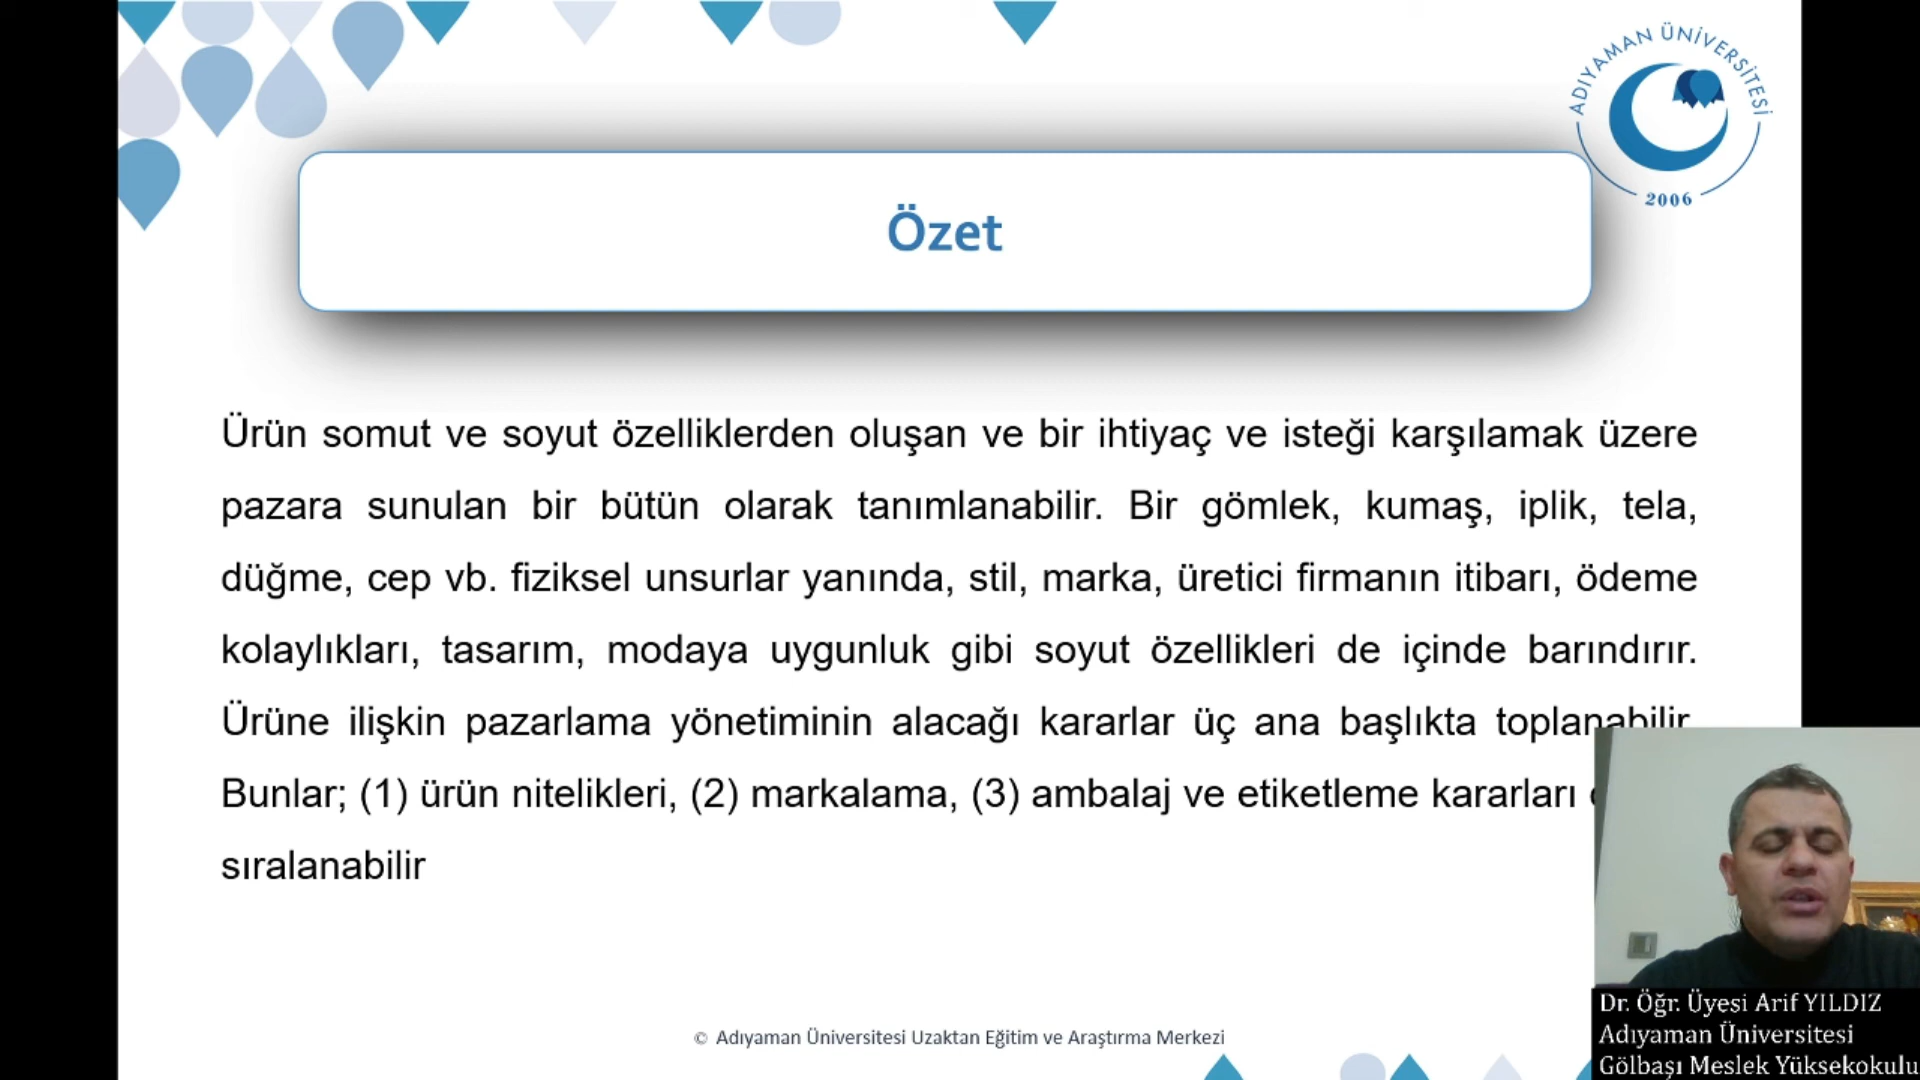 ADIYAMAN ÜNİVERSİTESİ
2006
Özet
Ürün somut ve soyut özelliklerden oluşan ve bir ihtiyaç ve isteği karşılamak üzere
pazara sunulan bir bütün olarak tanımlanabilir. Bir gömlek, kumaş, iplik, tela,
düğme, cep vb. fiziksel unsurlar yanında, stil, marka, üretici firmanın itibarı, ödeme
kolaylıkları, tasarım, modaya uygunluk gibi soyut özellikleri de içinde barındırır.
Ürüne ilişkin pazarlama yönetiminin alacağı kararlar üç ana başlıkta toplanabilir.
Bunlar; (1) ürün nitelikleri, (2) markalama, (3) ambalaj ve etiketleme kararları
sıralanabilir
Dr. Öğr. Üyesi Arif YILDIZ
Adıyaman Üniversitesi
Gölbaşı Meslek Yüksekokulu
© Adıyaman Üniversitesi Uzaktan Eğitim ve Araştırma Merkezi